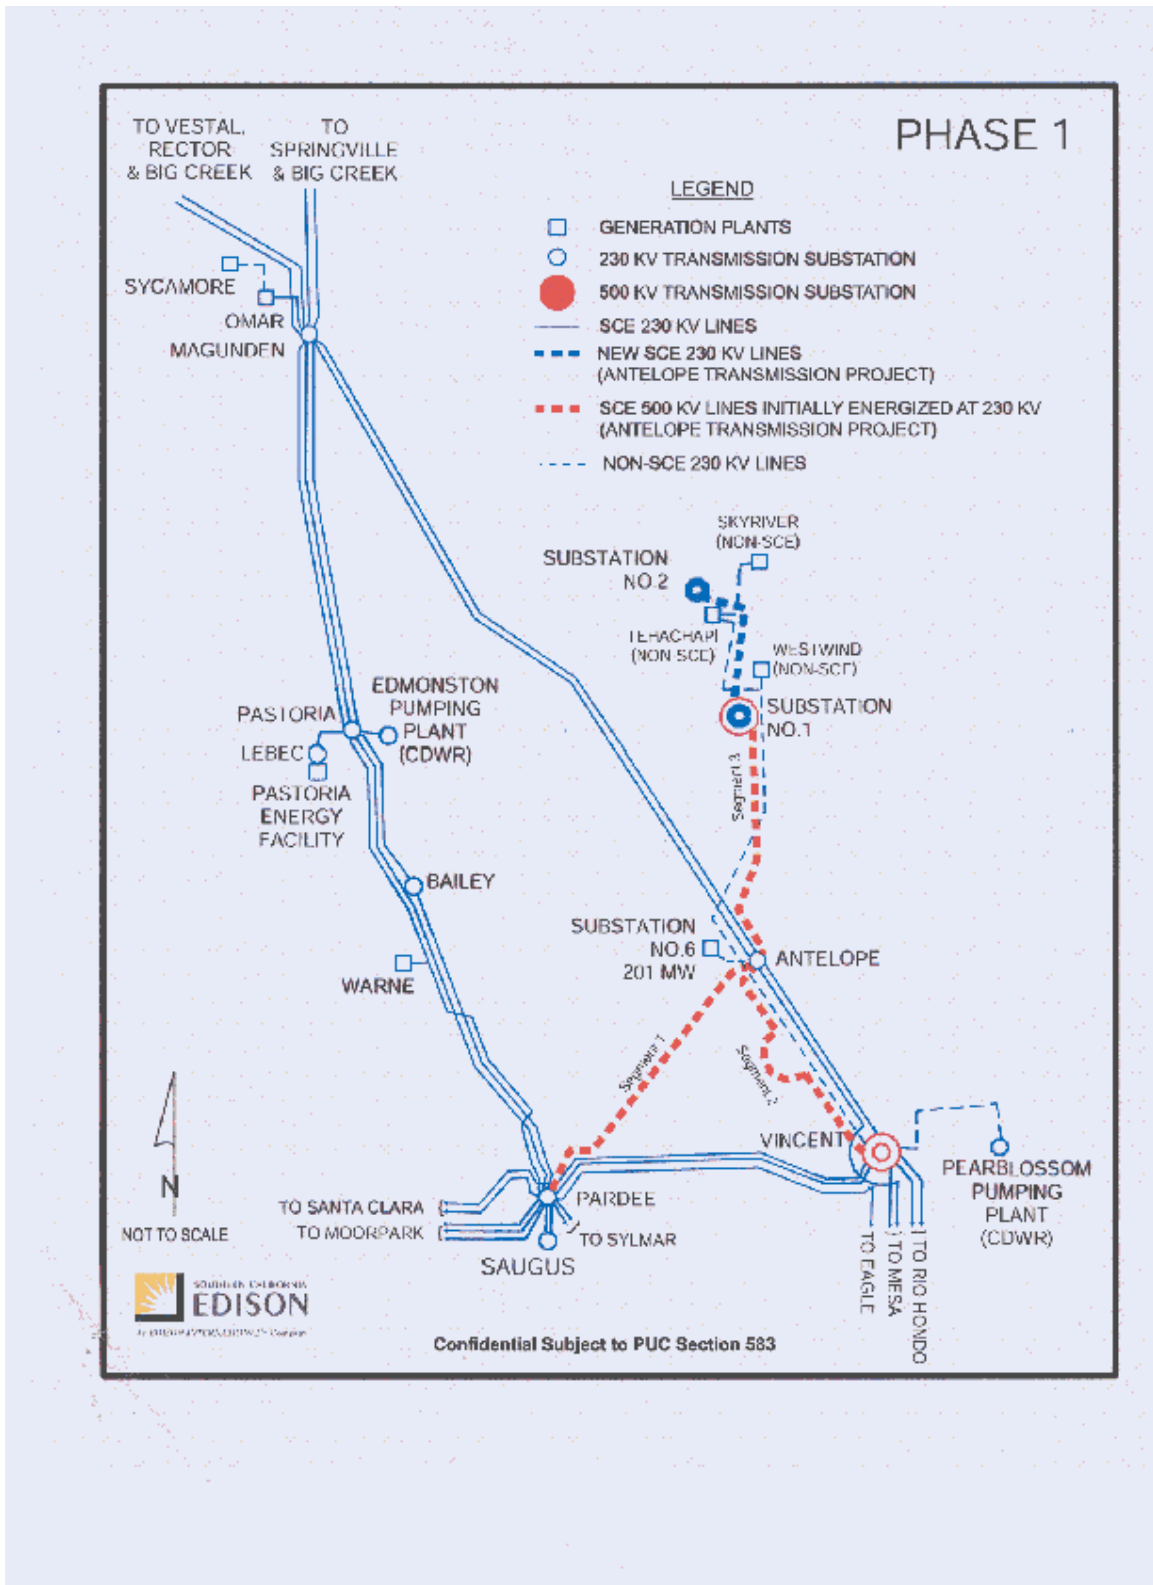 PHASE 1
TO VESTAL,
RECTOR
& BIG CREEK
TO
SPRINGVILLE
& BIG CREEK
LEGEND
GENERATION PLANTS
230 KV TRANSMISSION SUBSTATION
500 KV TRANSMISSION SUBSTATION
SCE 230 KV LINES
NEW SCE 230 KV LINES
(ANTELOPE TRANSMISSION PROJECT)
SCE 500 KV LINES INITIALLY ENERGIZED AT 230 KV
(ANTELOPE TRANSMISSION PROJECT)
NON-SCE 230 KV LINES
SYCAMORE
OMAR
MAGUNDEN
SKYRIVER
(NON-SCE)
SUBSTATION
NO.2
TEHACHAPI
(NON-SCE)
WESTWIND
(NON-SCE)
SUBSTATION
NO.1
EDMONSTON
PUMPING
PLANT
(CDWR)
PASTORIA
LEBEC
PASTORIA
ENERGY
FACILITY
Segment 3
BAILEY
SUBSTATION
NO.6
201 MW
ANTELOPE
WARNE
Segment 1
Segment 2
VINCENT
PEARBLOSSOM
PUMPING
PLANT
(CDWR)
N
NOT TO SCALE
PARDEE
TO SANTA CLARA
TO MOORPARK
TO SYLMAR
SAUGUS
TO EAGLE
TO MESA
TO RIO HONDO
SOUTHERN CALIFORNIA
EDISON
An EDISON INTERNATIONAL Company
Confidential Subject to PUC Section 583